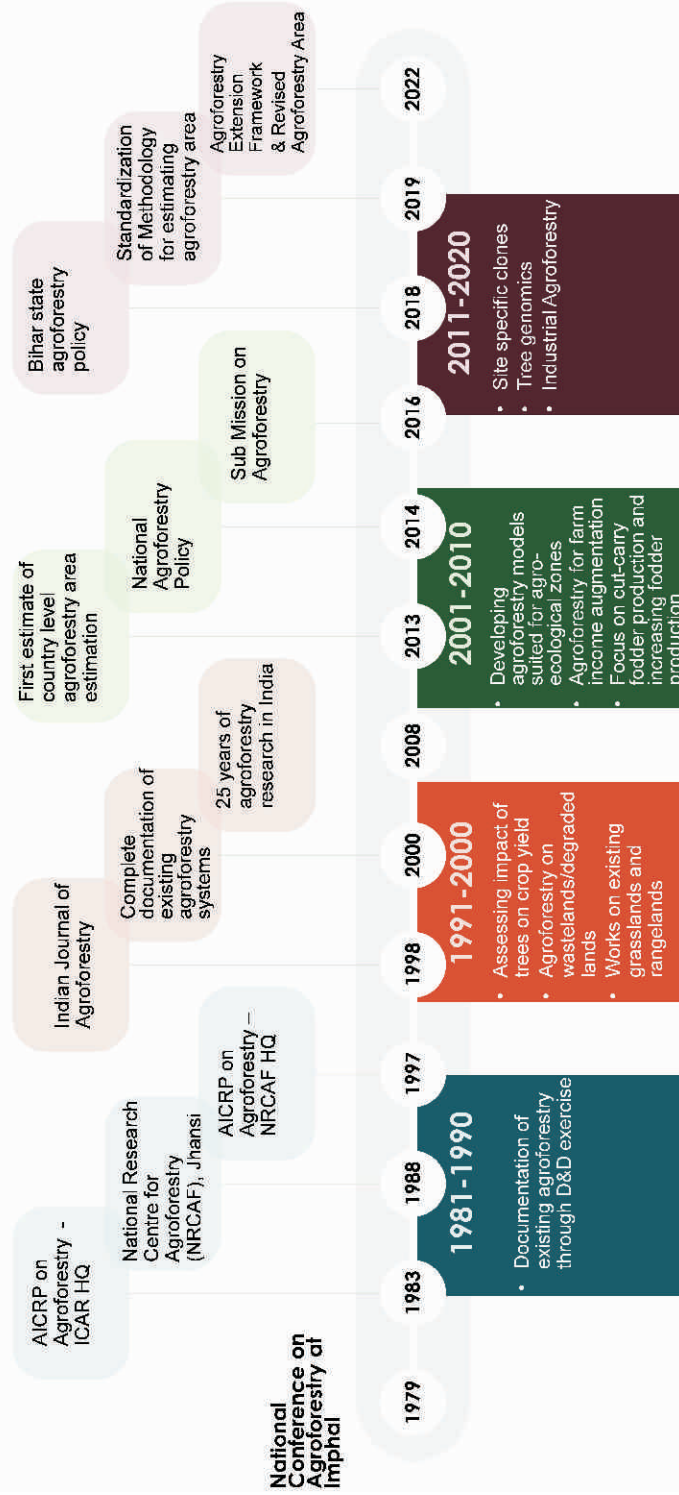 National
Conference on
Agroforestry at
Imphal
AICRP on
Agroforestry -
ICAR HQ
National Research
Centre for
Agroforestry
(NRCAF), Jhansi
AICRP on
Agroforestry –
NRCAF HQ
Indian Journal of
Agroforestry
Complete
documentation of
existing
agroforestry
systems
25 years of
agroforestry
research in India
First estimate of
country level
agroforestry area
estimation
National
Agroforestry
Policy
Sub Mission on
Agroforestry
Bihar state
agroforestry
policy
Standardization
of Methodology
for estimating
agroforestry area
Agroforestry
Extension
Framework
& Revised
Agroforestry Area
1979
1983
1988
1997
1998
2000
2008
2013
2014
2016
2018
2019
2022
1981-1990
• Documentation of
existing agroforestry
through D&D exercise
1991-2000
• Assessing impact of
trees on crop yield
• Agroforestry on
wastelands/degraded
lands
• Works on existing
grasslands and
rangelands
2001-2010
• Developing
agroforestry models
suited for agro-
ecological zones
• Agroforestry for farm
income augmentation
• Focus on cut-carry
fodder production and
increasing fodder
production
2011-2020
• Site specific clones
• Tree genomics
• Industrial Agroforestry